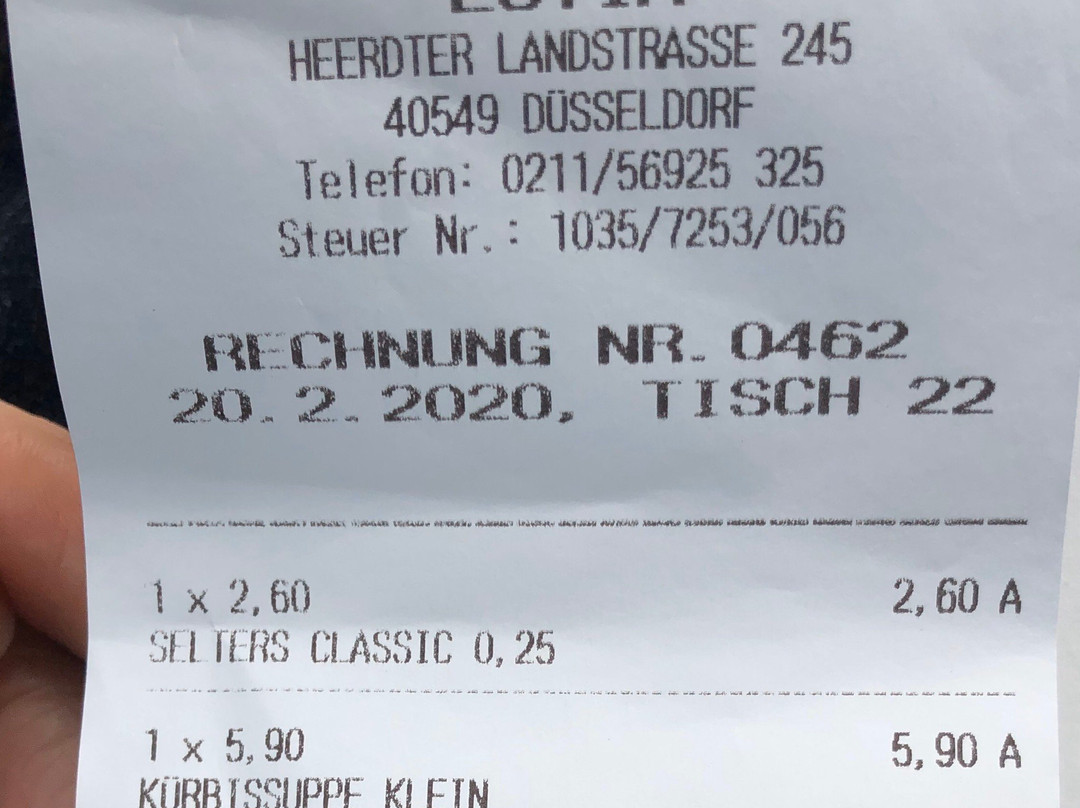 HEERDTER LANDSTRASSE 245
40549 DÜSSELDORF
Telefon: 0211/56925 325
Steuer Nr.: 1035/7253/056
RECHNUNG NR. 0462
20.2.2020, TISCH 22
1 x 2,60 2,60 A
SELTERS CLASSIC 0,25
1 x 5,90 5,90 A
KÜRBISSUPPE KLEIN